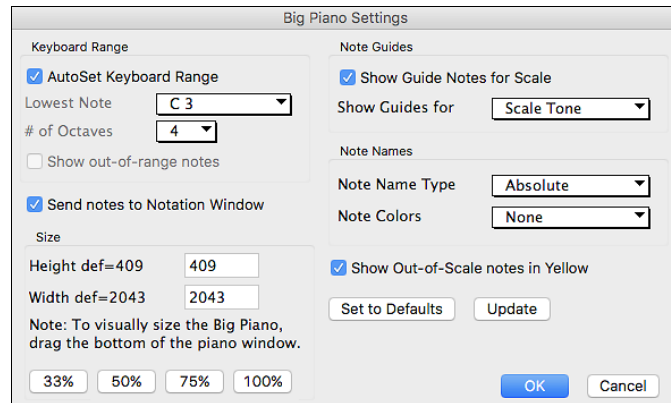 Big Piano Settings
Keyboard Range
AutoSet Keyboard Range
Lowest Note C 3
# of Octaves 4
Show out-of-range notes
Send notes to Notation Window
Size
Height def=409 409
Width def=2043 2043
Note: To visually size the Big Piano,
drag the bottom of the piano window.
33% 50% 75% 100%
Note Guides
Show Guide Notes for Scale
Show Guides for Scale Tone
Note Names
Note Name Type Absolute
Note Colors None
Show Out-of-Scale notes in Yellow
Set to Defaults Update
OK Cancel